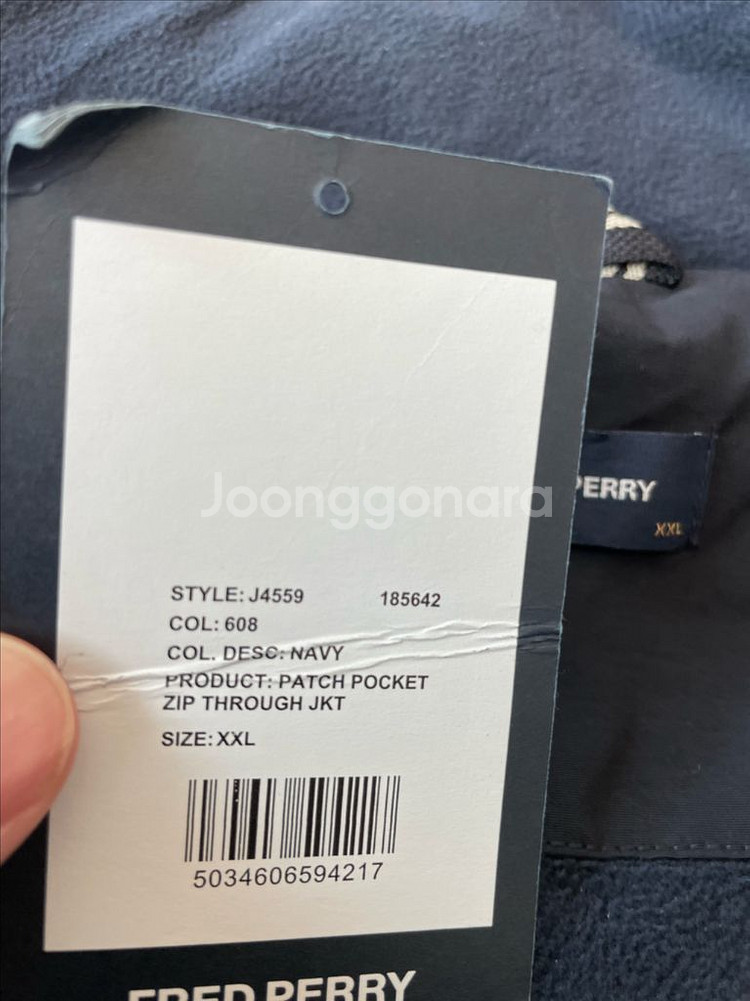 PERRY
XXL
Joonggonara
STYLE: J4559 185642
COL: 608
COL. DESC: NAVY
PRODUCT: PATCH POCKET
ZIP THROUGH JKT
SIZE: XXL
5034606594217
FRED PERRY